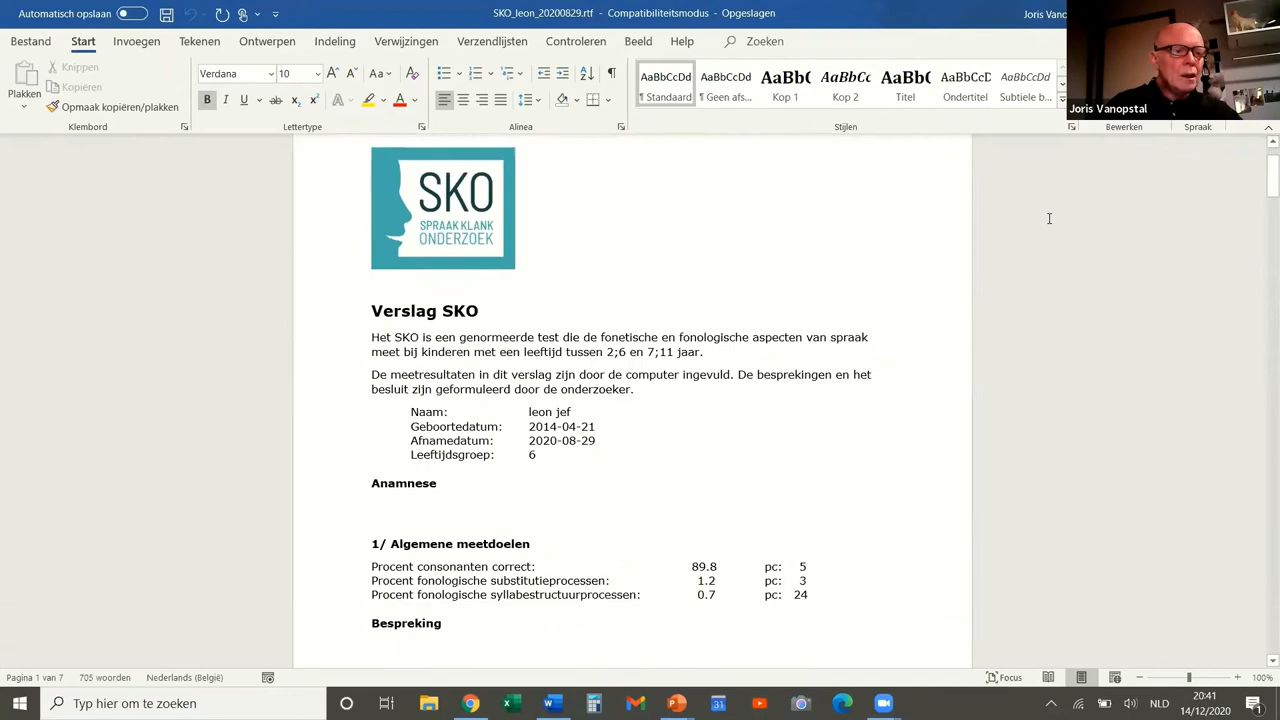 Automatisch opslaan
SKO_leon_20200829.rtf - Compatibiliteitsmodus - Opgeslagen
Joris Vano
Bestand Start Invoegen Tekenen Ontwerpen Indeling Verwijzingen Verzendlijsten Controleren Beeld Help Zoeken
Plakken
Knippen
Kopiëren
Opmaak kopiëren/plakken
Klembord
Verdana 10
Lettertype
Alinea
AaBbCcDd AaBbCcDd AaBbC AaBbCc AaBbC AaBbCcD AaBbCcDd
¶ Standaard ¶ Geen afs... Kop 1 Kop 2 Titel Ondertitel Subtiele b...
Stijlen
Bewerken
Spraak
Joris Vanopstal
SKO
SPRAAK KLANK
ONDERZOEK
Verslag SKO
Het SKO is een genormeerde test die de fonetische en fonologische aspecten van spraak
meet bij kinderen met een leeftijd tussen 2;6 en 7;11 jaar.
De meetresultaten in dit verslag zijn door de computer ingevuld. De besprekingen en het
besluit zijn geformuleerd door de onderzoeker.
Naam: leon jef
Geboortedatum: 2014-04-21
Afnamedatum: 2020-08-29
Leeftijdsgroep: 6
Anamnese
1/ Algemene meetdoelen
Procent consonanten correct: 89.8 pc: 5
Procent fonologische substitutieprocessen: 1.2 pc: 3
Procent fonologische syllabestructuurprocessen: 0.7 pc: 24
Bespreking
Pagina 1 van 7 705 woorden Nederlands (België) Focus 100%
Typ hier om te zoeken
NLD
20:41
14/12/2020